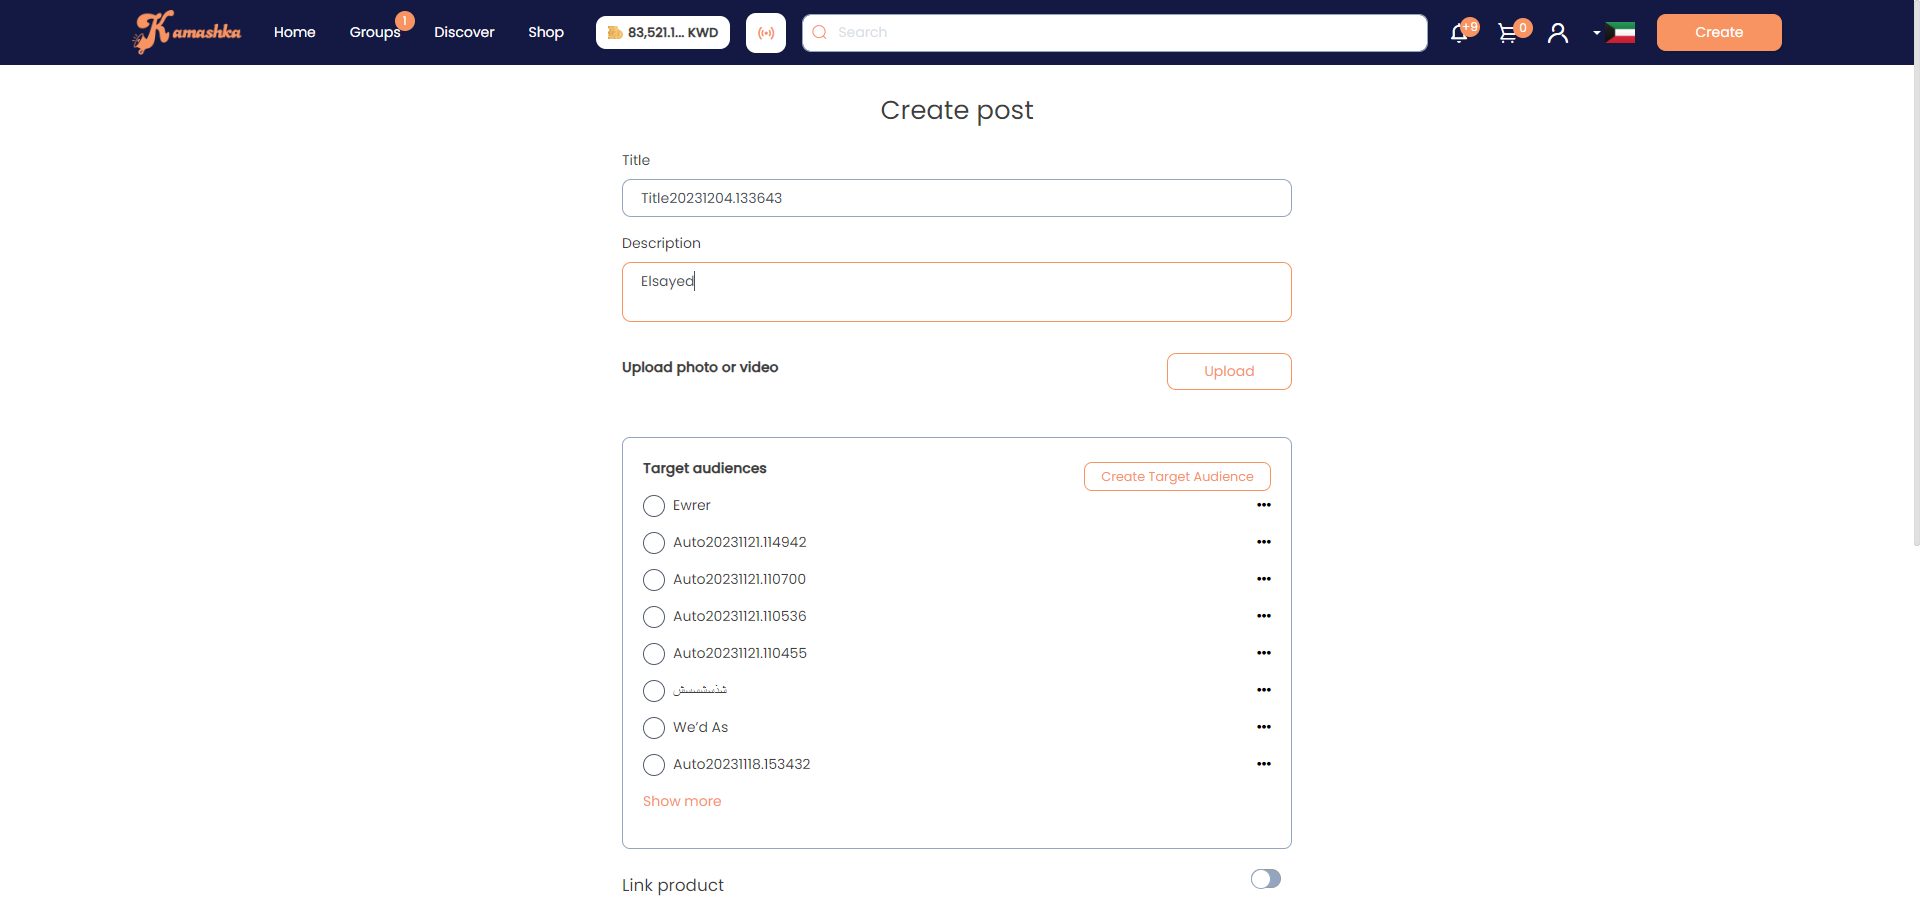 Kamashka Home Groups 1 Discover Shop 83,521.1... KWD Search +9 0 Create
Create post
Title
Title20231204.133643
Description
Elsayed
Upload photo or video Upload
Target audiences Create Target Audience
Ewrer
Auto20231121.114942
Auto20231121.110700
Auto20231121.110536
Auto20231121.110455
We'd As
Auto20231118.153432
Show more
Link product